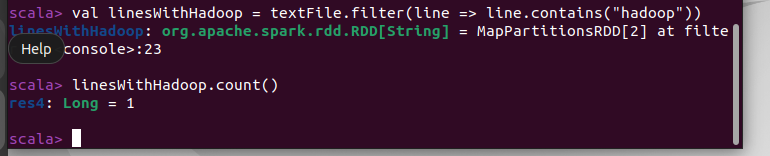 scala> val linesWithHadoop = textFile.filter(line => line.contains("hadoop"))
linesWithHadoop: org.apache.spark.rdd.RDD[String] = MapPartitionsRDD[2] at filte
Help console>:23
scala> linesWithHadoop.count()
res4: Long = 1
scala>